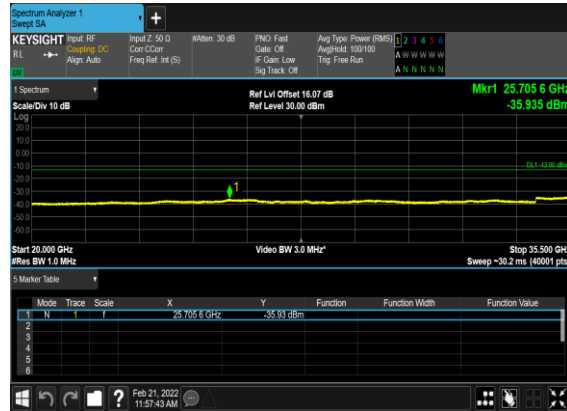 Spectrum Analyzer 1
Swept SA
+
KEYSIGHT Input: RF Input Z: 50 Ω #Atten: 30 dB PNO: Fast Avg Type: Power (RMS) 1 2 3 4 5 6
RL Coupling: DC Corr CCorr Gate: Off Avg|Hold: 100/100 A W W W W W
Align: Auto Freq Ref: Int (S) IF Gain: Low Trig: Free Run
Sig Track: Off A N N N N N
1 Spectrum Ref Lvl Offset 16.07 dB Mkr1 25.705 6 GHz
Scale/Div 10 dB Ref Level 30.00 dBm -35.935 dBm
Log
20.0
10.0
0.00
-10.0 DL1 -13.00 dBm
-20.0
-30.0 1
-40.0
-50.0
-60.0
Start 20.000 GHz Video BW 3.0 MHz* Stop 35.500 GHz
#Res BW 1.0 MHz Sweep ~30.2 ms (40001 pts)
5 Marker Table
Mode Trace Scale X Y Function Function Width Function Value
1 N 1 f 25.705 6 GHz -35.93 dBm
2
3
4
5
6
? Feb 21, 2022
11:57:43 AM